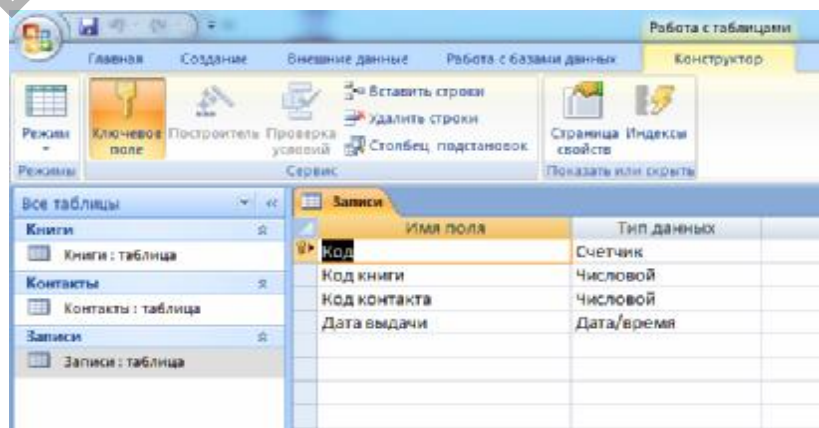 Работа с таблицами
Главная Создание Внешние данные Работа с базами данных Конструктор
Режимы
Ключевое поле
Построитель
Проверка условий
Вставить строки
Удалить строки
Столбец подстановок
Страница свойств
Индексы
Режимы Сервис Показать или скрыть
Все таблицы
Книги
Книги : таблица
Контакты
Контакты : таблица
Записи
Записи : таблица
Записи
Имя поля Тип данных
Код Счетчик
Код книги Числовой
Код контакта Числовой
Дата выдачи Дата/время